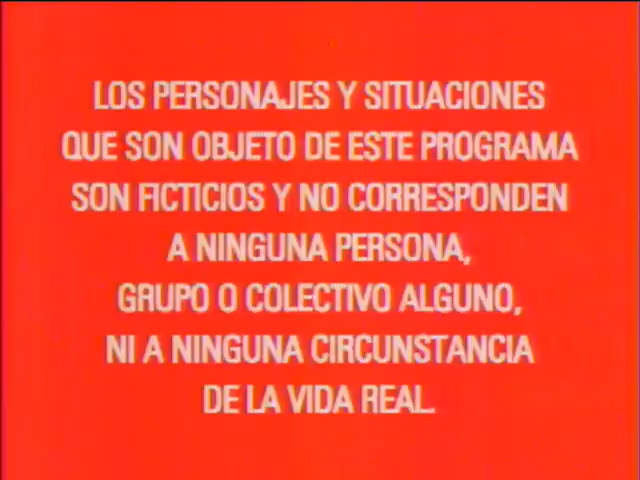 LOS PERSONAJES Y SITUACIONES
QUE SON OBJETO DE ESTE PROGRAMA
SON FICTICIOS Y NO CORRESPONDEN
A NINGUNA PERSONA,
GRUPO O COLECTIVO ALGUNO,
NI A NINGUNA CIRCUNSTANCIA
DE LA VIDA REAL.